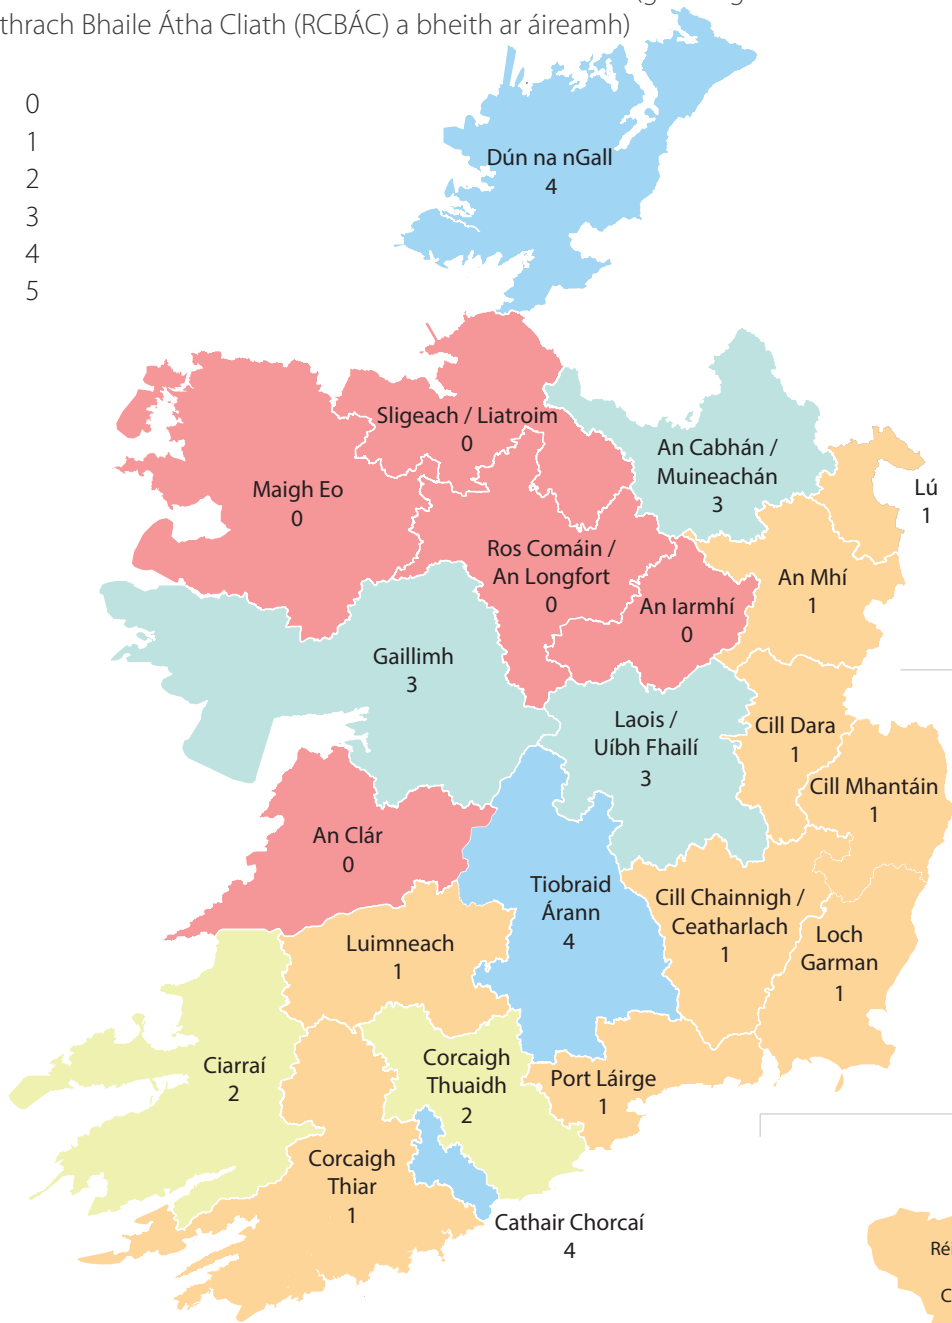 thrach Bhaile Átha Cliath (RCBÁC) a bheith ar áireamh)
0
1
2
3
4
5
Dún na nGall
4
Sligeach / Liatroim
0
An Cabhán /
Muineachán
3
Lú
1
Maigh Eo
0
Ros Comáin /
An Longfort
0
An Mhí
1
An Iarmhí
0
Gaillimh
3
Laois /
Uíbh Fhailí
3
Cill Dara
1
Cill Mhantáin
1
An Clár
0
Tiobraid
Árann
4
Cill Chainnigh /
Ceatharlach
1
Loch
Garman
1
Luimneach
1
Ciarraí
2
Corcaigh
Thuaidh
2
Port Láirge
1
Corcaigh
Thiar
1
Cathair Chorcaí
4